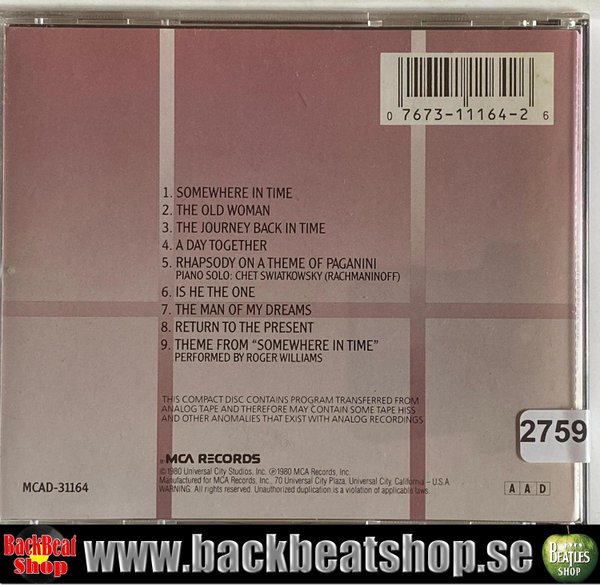 0 7673-11164-2 6
1. SOMEWHERE IN TIME
2. THE OLD WOMAN
3. THE JOURNEY BACK IN TIME
4. A DAY TOGETHER
5. RHAPSODY ON A THEME OF PAGANINI
PIANO SOLO: CHET SWIATKOWSKY (RACHMANINOFF)
6. IS HE THE ONE
7. THE MAN OF MY DREAMS
8. RETURN TO THE PRESENT
9. THEME FROM “SOMEWHERE IN TIME”
PERFORMED BY ROGER WILLIAMS
THIS COMPACT DISC CONTAINS PROGRAM TRANSFERRED FROM
ANALOG TAPE AND THEREFORE MAY CONTAIN SOME TAPE HISS
AND OTHER ANOMALIES THAT EXIST WITH ANALOG RECORDINGS
2759
MCA RECORDS
©1980 Universal City Studios, Inc. ℗1980 MCA Records, Inc.
Manufactured for MCA Records, Inc., 70 Universal City Plaza, Universal City, California – U.S.A.
WARNING: All rights reserved. Unauthorized duplication is a violation of applicable laws.
MCAD-31164
A A D
BackBeat
Shop
www.backbeatshop.se
BEATLES
SHOP